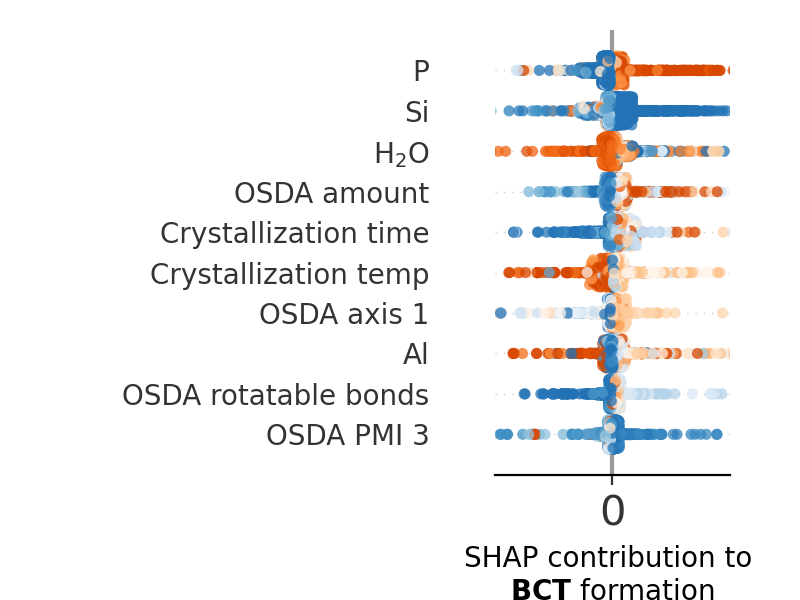 P
Si
H₂O
OSDA amount
Crystallization time
Crystallization temp
OSDA axis 1
Al
OSDA rotatable bonds
OSDA PMI 3
0
SHAP contribution to
BCT formation